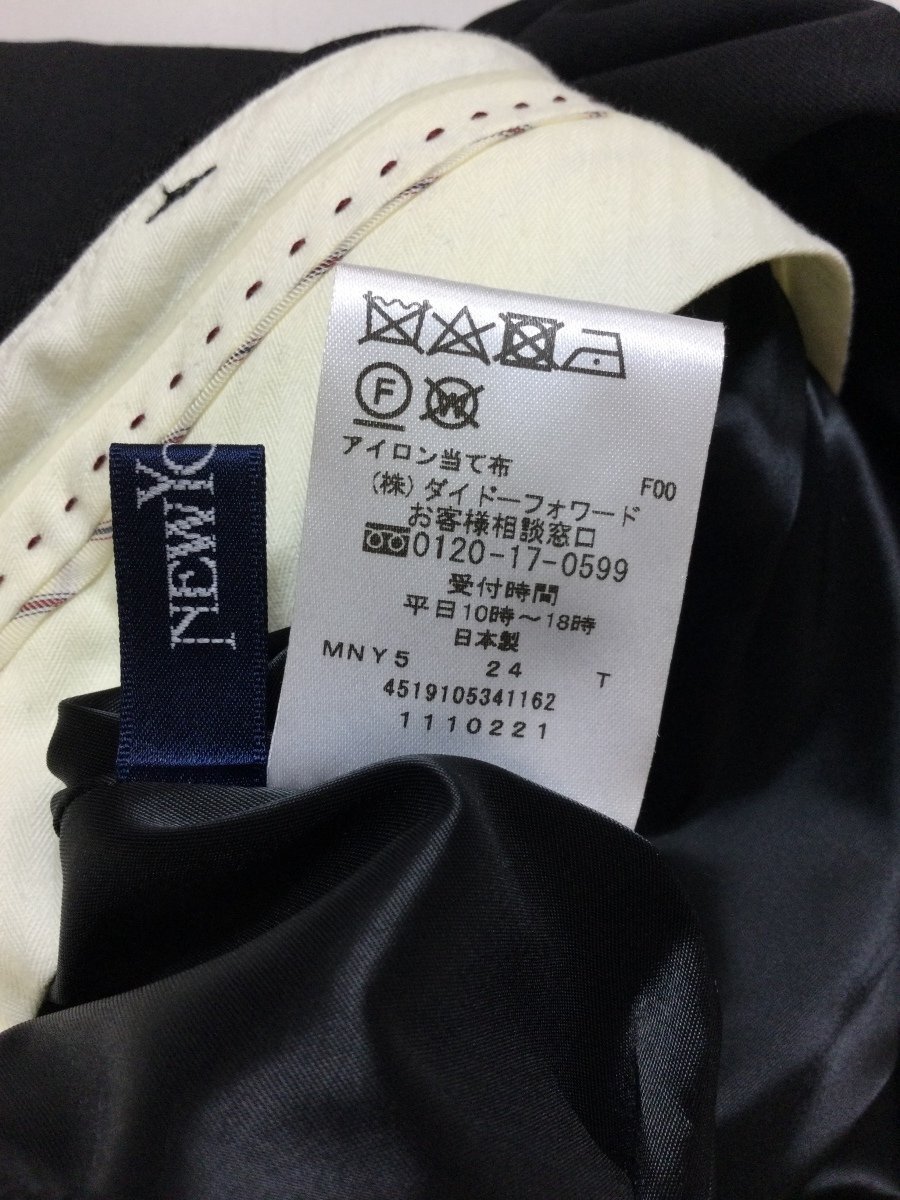 F
W
アイロン当て布
F00
(株)ダイドーフォワード
お客様相談窓口
0120-17-0599
受付時間
平日10時～18時
日本製
MNY5 24 T
4519105341162
1110221
NEWYO